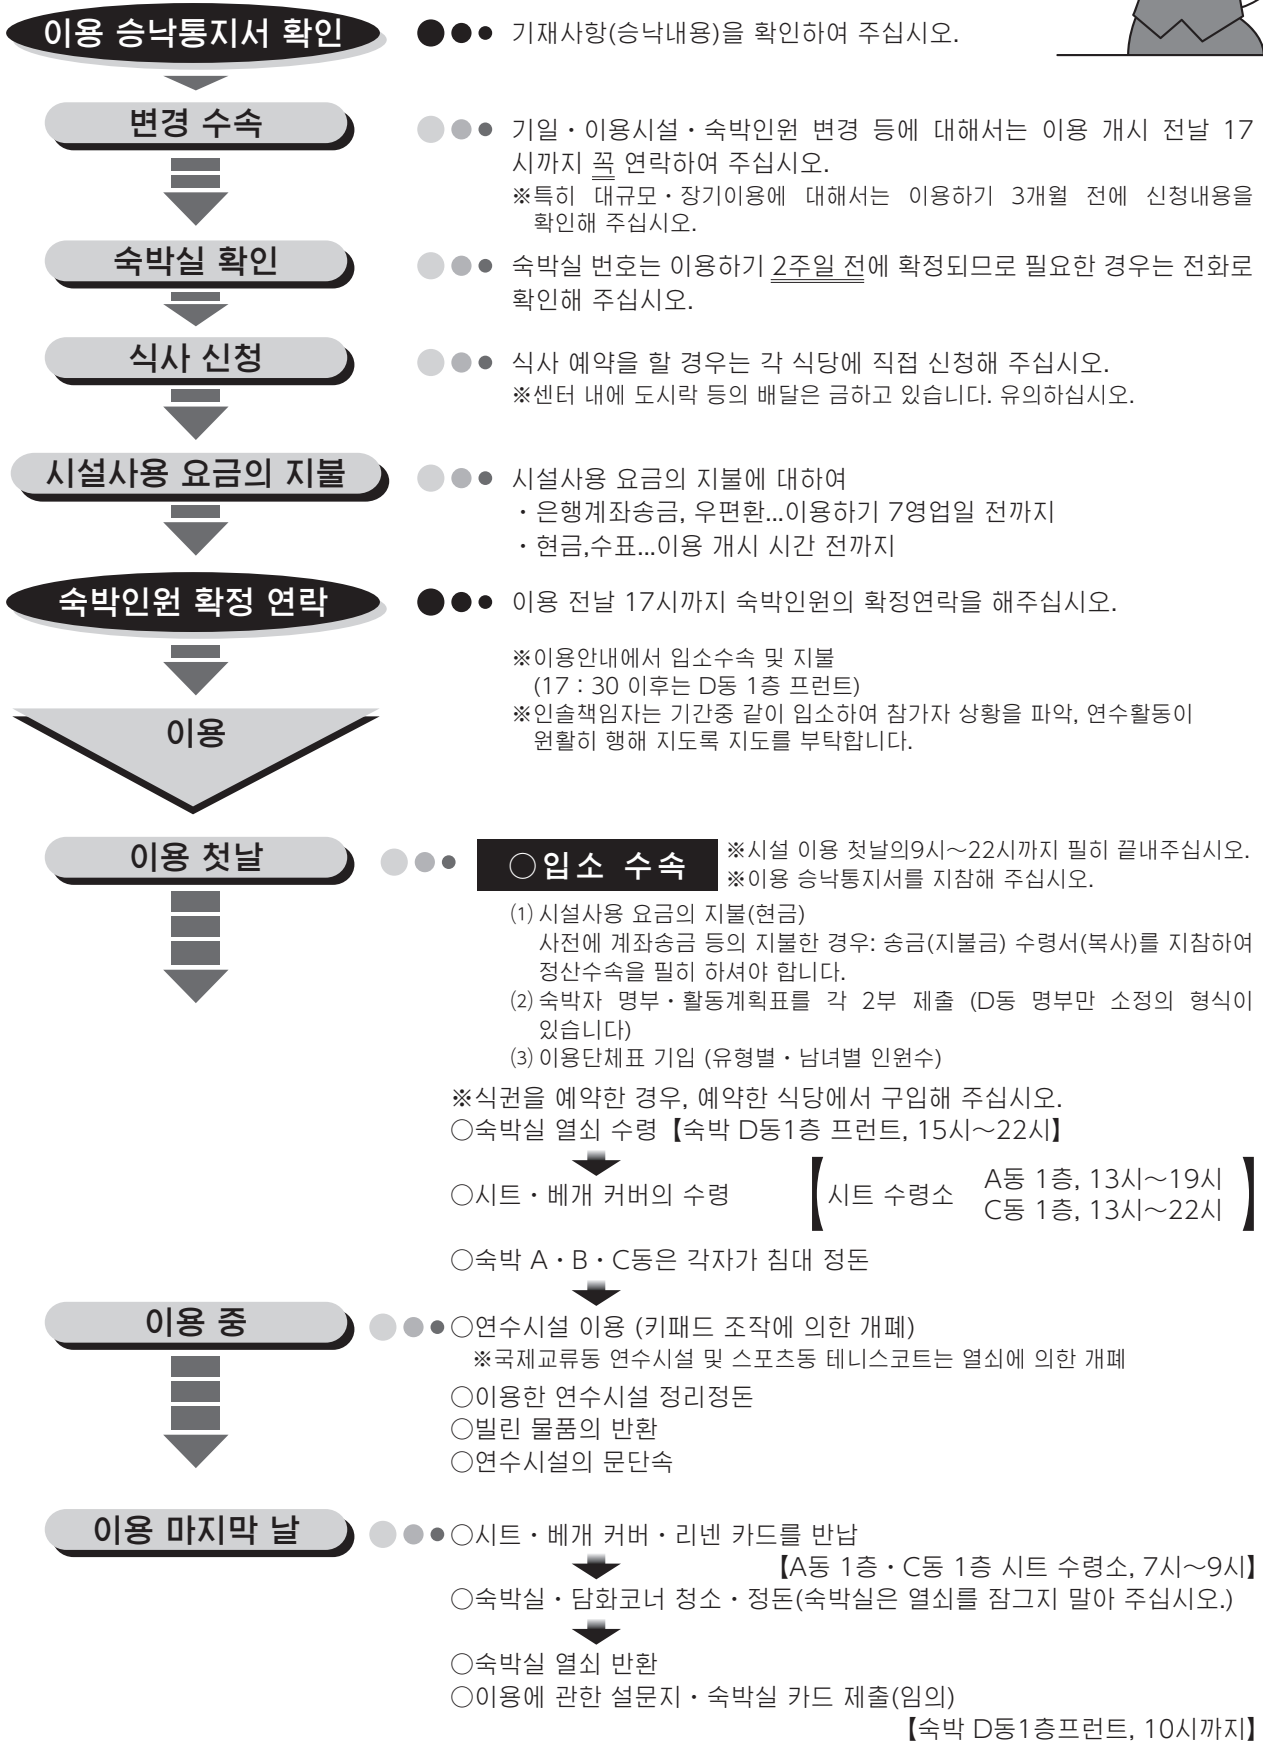 이용 승낙통지서 확인
기재사항(승낙내용)을 확인하여 주십시오.
변경 수속
기일・이용시설・숙박인원 변경 등에 대해서는 이용 개시 전날 17
시까지 꼭 연락하여 주십시오.
※특히 대규모・장기이용에 대해서는 이용하기 3개월 전에 신청내용을
확인해 주십시오.
숙박실 확인
숙박실 번호는 이용하기 2주일 전에 확정되므로 필요한 경우는 전화로
확인해 주십시오.
식사 신청
식사 예약을 할 경우는 각 식당에 직접 신청해 주십시오.
※센터 내에 도시락 등의 배달은 금하고 있습니다. 유의하십시오.
시설사용 요금의 지불
시설사용 요금의 지불에 대하여
・은행계좌송금, 우편환...이용하기 7영업일 전까지
・현금,수표...이용 개시 시간 전까지
숙박인원 확정 연락
이용 전날 17시까지 숙박인원의 확정연락을 해주십시오.
※이용안내에서 입소수속 및 지불
(17：30 이후는 D동 1층 프런트)
※인솔책임자는 기간중 같이 입소하여 참가자 상황을 파악, 연수활동이
원활히 행해 지도록 지도를 부탁합니다.
이용
이용 첫날
○입소 수속
※시설 이용 첫날의9시～22시까지 필히 끝내주십시오.
※이용 승낙통지서를 지참해 주십시오.
⑴ 시설사용 요금의 지불(현금)
사전에 계좌송금 등의 지불한 경우: 송금(지불금) 수령서(복사)를 지참하여
정산수속을 필히 하셔야 합니다.
⑵ 숙박자 명부・활동계획표를 각 2부 제출 (D동 명부만 소정의 형식이
있습니다)
⑶ 이용단체표 기입 (유형별・남녀별 인원수)
※식권을 예약한 경우, 예약한 식당에서 구입해 주십시오.
○숙박실 열쇠 수령【숙박 D동1층 프런트, 15시～22시】
○시트・베개 커버의 수령
【시트 수령소 A동 1층, 13시～19시
C동 1층, 13시～22시】
○숙박 A・B・C동은 각자가 침대 정돈
이용 중
○연수시설 이용 (키패드 조작에 의한 개폐)
※국제교류동 연수시설 및 스포츠동 테니스코트는 열쇠에 의한 개폐
○이용한 연수시설 정리정돈
○빌린 물품의 반환
○연수시설의 문단속
이용 마지막 날
○시트・베개 커버・리넨 카드를 반납
【A동 1층・C동 1층 시트 수령소, 7시～9시】
○숙박실・담화코너 청소・정돈(숙박실은 열쇠를 잠그지 말아 주십시오.)
○숙박실 열쇠 반환
○이용에 관한 설문지・숙박실 카드 제출(임의)
【숙박 D동1층프런트, 10시까지】